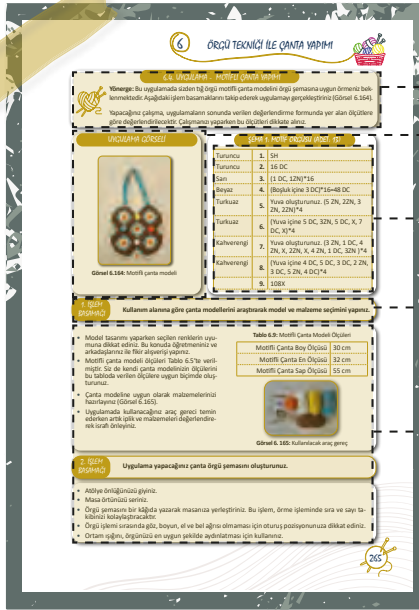 6
ÖRGÜ TEKNİĞİ İLE ÇANTA YAPIMI
6.6. UYGULAMA - MOTİFLİ ÇANTA YAPIMI
Yönerge: Bu uygulamada sizden tığ örgü motifli çanta modelini örgü şemasına uygun örmeniz bek-
lenmektedir. Aşağıdaki işlem basamaklarını takip ederek uygulamayı gerçekleştiriniz (Görsel 6.164).
Yapacağınız çalışma, uygulamaların sonunda verilen değerlendirme formunda yer alan ölçütlere
göre değerlendirilecektir. Çalışmanızı yaparken bu ölçütleri dikkate alınız.
UYGULAMA GÖRSELİ
Görsel 6.164: Motifli çanta modeli
Turuncu 1. 5H
Turuncu 2. 16 DC
Sarı 3. (1 DC, 1ZN)*16
Beyaz 4. (Boşluk içine 3 DC)*16=48 DC
Turkuaz 5. Yuva oluşturunuz. (5 ZN, 2ZN, 3
ZN, 2ZN)*4
Turkuaz 6. (Yuva içine 5 DC, 3ZN, 5 DC, X, 7
DC, X)*4
Kahverengi 7. Yuva oluşturunuz. (3 ZN, 1 DC, 4
ZN, X, 2ZN, X, 4 ZN, 1 DC, 3ZN )*4
Kahverengi 8. (Yuva içine 4 DC, 5 DC, 3 DC, 2 ZN,
3 DC, 5 ZN, 4 DC)*4
9. 108X
1. İŞLEM
BASAMAĞI
Kullanım alanına göre çanta modellerini araştırarak model ve malzeme seçimini yapınız.
• Model tasarımı yaparken seçilen renklerin uyu-
muna dikkat ediniz. Bu konuda öğretmeniniz ve
arkadaşlarınız ile fikir alışverişi yapınız.
• Motifli çanta modeli ölçüleri Tablo 6.5'te veril-
miştir. Siz de kendi çanta modelinizin ölçülerini
bu tabloda verilen ölçülere uygun biçimde oluş-
turunuz.
• Çanta modeline uygun olarak malzemelerinizi
hazırlayınız (Görsel 6.165).
• Uygulamada kullanacağınız araç gereci temin
ederken artık iplik ve malzemeleri değerlendire-
rek israfı önleyiniz.
Tablo 6.9: Motifli Çanta Model Ölçüleri
Motifli Çanta Boy Ölçüsü 30 cm
Motifli Çanta En Ölçüsü 32 cm
Motifli Çanta Sap Ölçüsü 55 cm
Görsel 6. 165: Kullanılacak araç gereç
2. İŞLEM
BASAMAĞI
Uygulama yapacağınız çanta örgü şemasını oluşturunuz.
• Atölye önlüğünüzü giyiniz.
• Masa örtünüzü seriniz.
• Örgü şemasını bir kâğıda yazarak masanıza yerleştiriniz. Bu işlem, örme işleminde sıra ve sayı ta-
kibinizi kolaylaştıracaktır.
• Örgü işlemi sırasında göz, boyun, el ve bel ağrısı olmaması için oturuş pozisyonunuza dikkat ediniz.
• Ortam ışığını, örgünüzü en uygun şekilde aydınlatması için kullanınız.
265